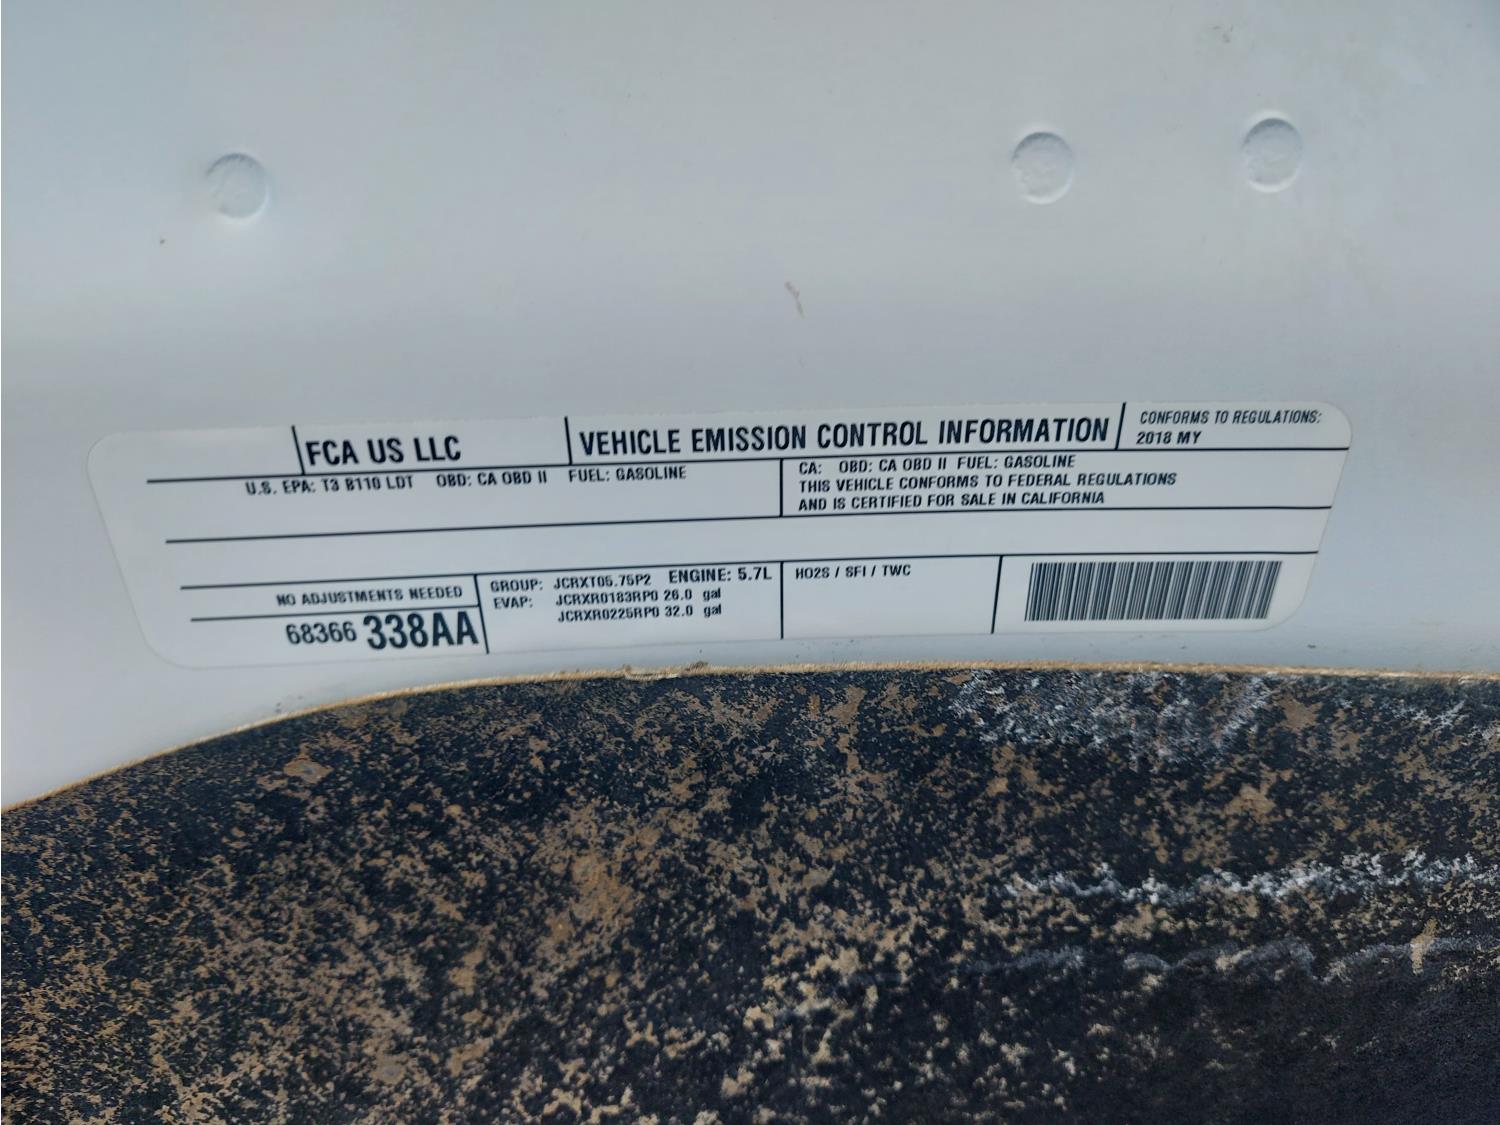 FCA US LLC
VEHICLE EMISSION CONTROL INFORMATION
CONFORMS TO REGULATIONS:
2018 MY
U.S. EPA: T3 B110 LDT OBD: CA OBD II FUEL: GASOLINE
CA: OBD: CA OBD II FUEL: GASOLINE
THIS VEHICLE CONFORMS TO FEDERAL REGULATIONS
AND IS CERTIFIED FOR SALE IN CALIFORNIA
NO ADJUSTMENTS NEEDED
68366 338AA
GROUP: JCRXT05.75P2 ENGINE: 5.7L
EVAP: JCRXR0183RP0 26.0 gal
JCRXR0225RP0 32.0 gal
HO2S / SFI / TWC